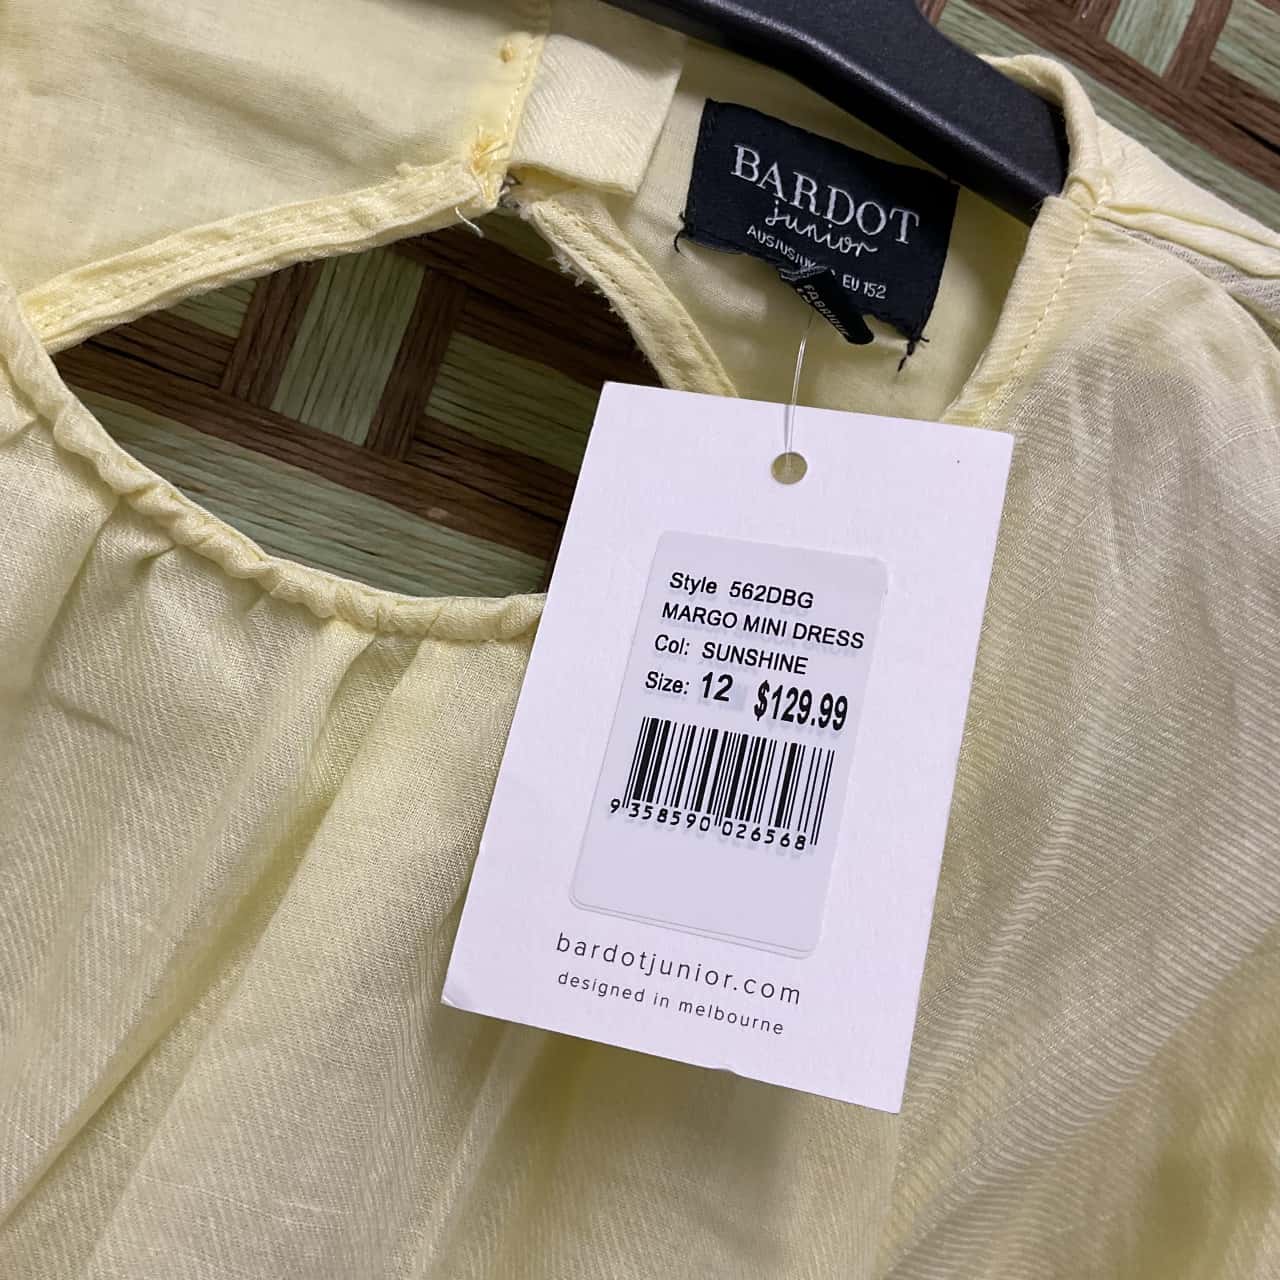 BARDOT
junior
EU 152
FABRIQUÉ
Style 562DBG
MARGO MINI DRESS
Col: SUNSHINE
Size: 12 $129.99
9 358590 026568
bardotjunior.com
designed in melbourne